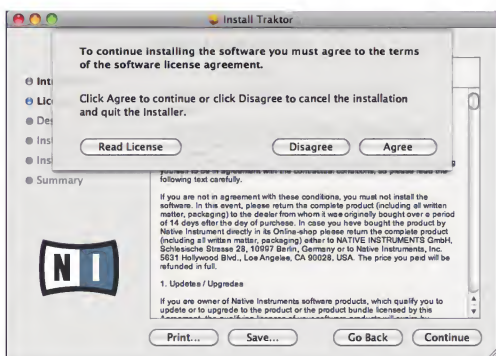 Install Traktor
To continue installing the software you must agree to the terms
of the software license agreement.
Click Agree to continue or click Disagree to cancel the installation
and quit the Installer.
Read License
Disagree
Agree
Int
Lic
Des
Inst
Ins
Summary
following text carefully.
If you are not in agreement with these conditions, you must not install the
software. In this event, please return the complete product (including all written
matter, packaging) to the dealer from whom it was originally bought over a period
of 14 days after the day of purchase. In case you have bought the product by
Native Instrument directly in its Online-shop please return the complete product
(including all written matter, packaging) either to NATIVE INSTRUMENTS GmbH,
Schlesische Strasse 28, 10997 Berlin, Germany or to Native Instruments, Inc.
5631 Hollywood Blvd., Los Angeles, CA 90028, USA. The price you paid will be
refunded in full.
1. Updates / Upgrades
If you are owner of Native Instruments software products, which qualify you to
update or to upgrade to the product or the product bundle licensed by this
NI
Print...
Save...
Go Back
Continue